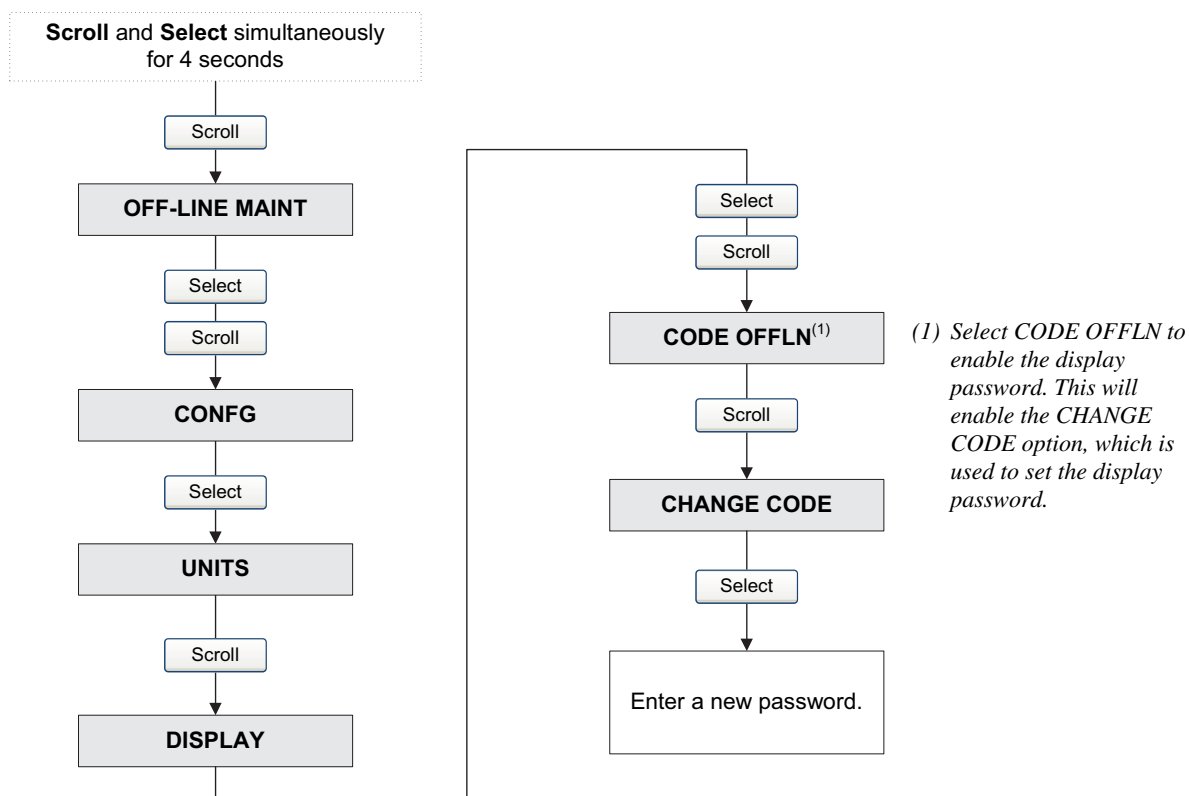 Scroll and Select simultaneously
for 4 seconds
Scroll
OFF-LINE MAINT
Select
Scroll
CONFG
Select
UNITS
Scroll
DISPLAY
Select
Scroll
CODE OFFLN(1)
Scroll
CHANGE CODE
Select
Enter a new password.
(1) Select CODE OFFLN to
enable the display
password. This will
enable the CHANGE
CODE option, which is
used to set the display
password.